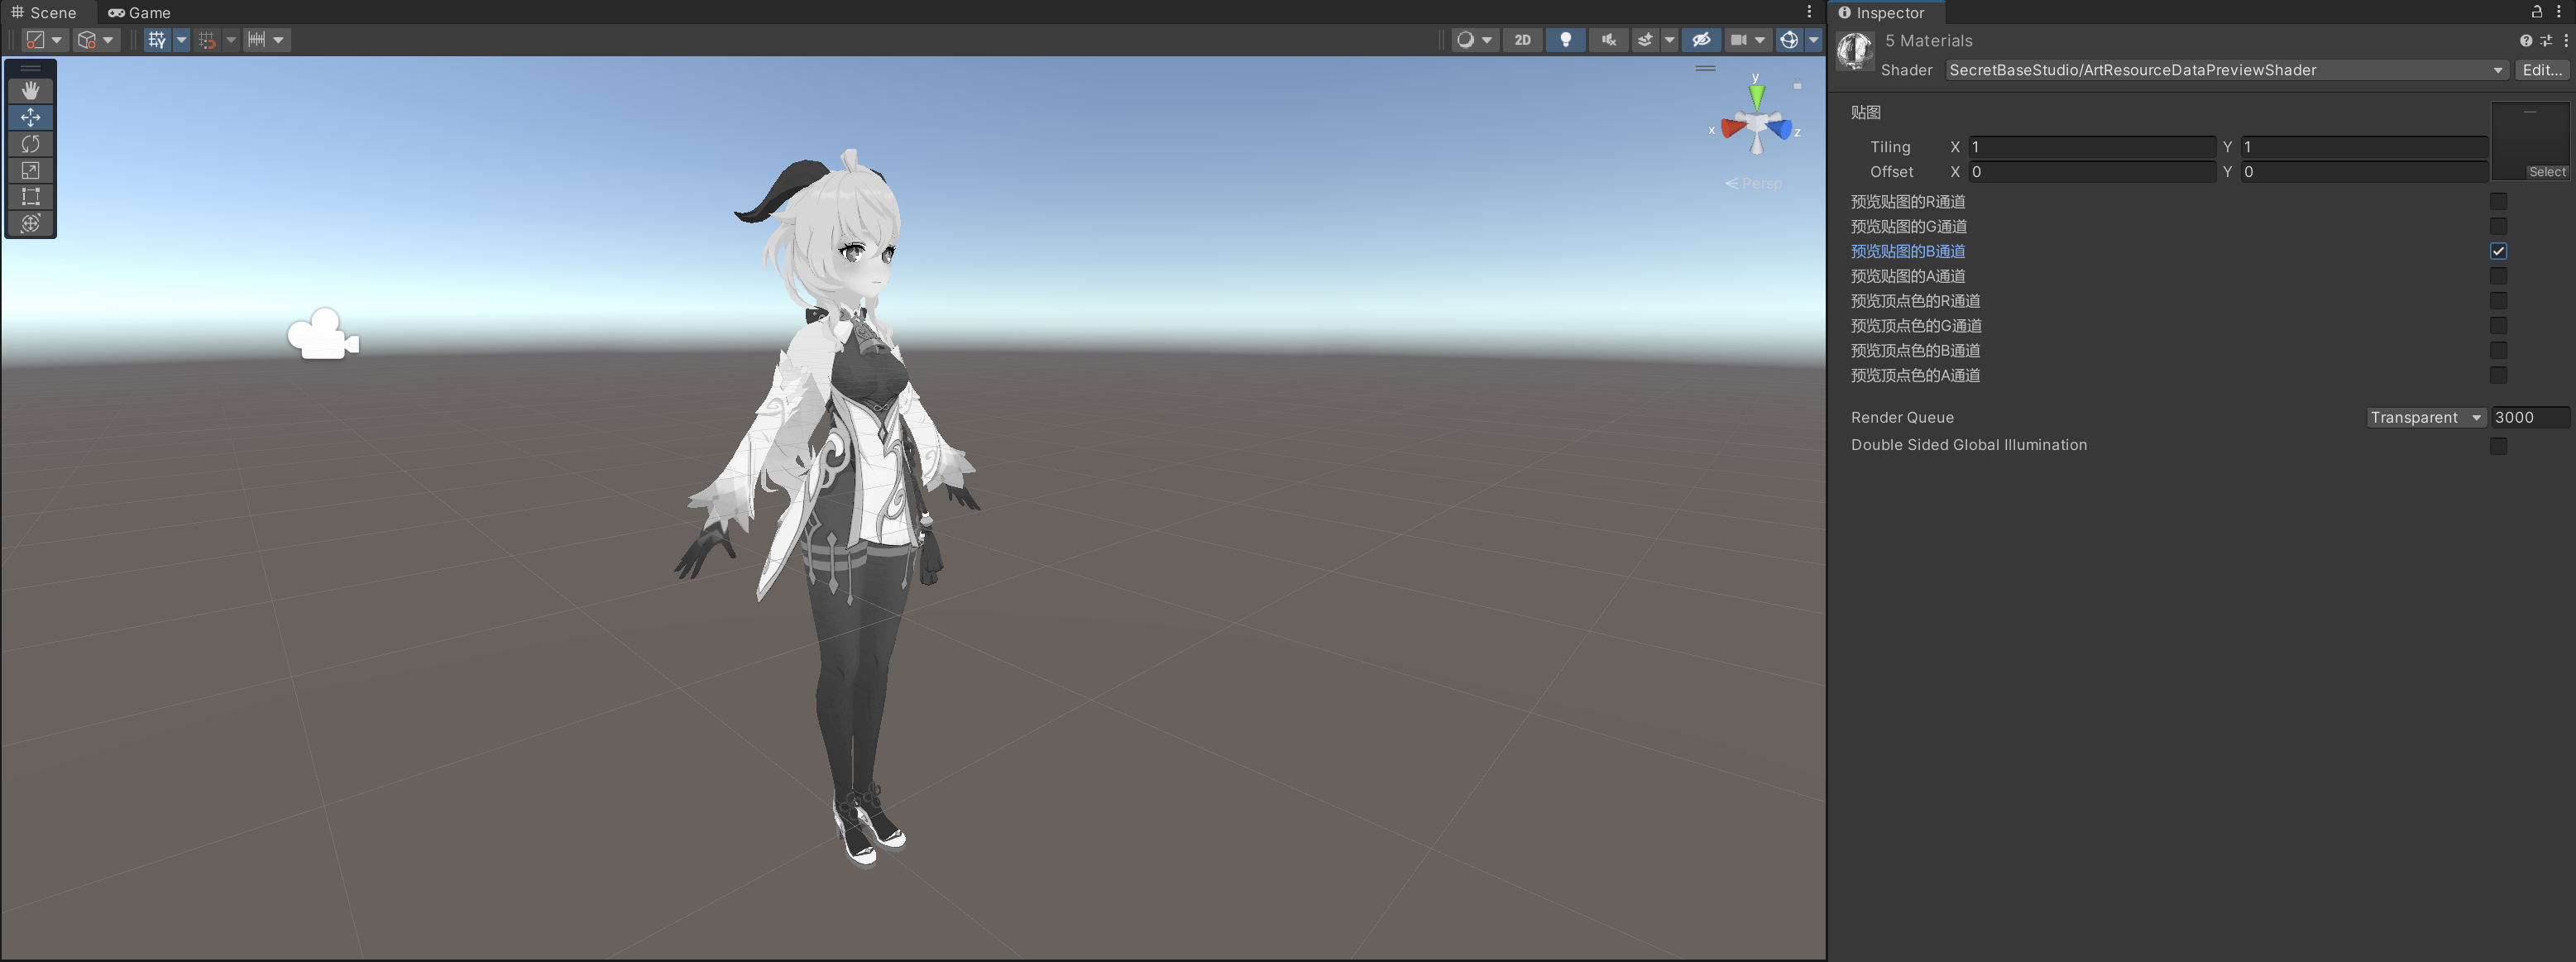 Scene Game
2D
y
x
z
Persp
Inspector
5 Materials
Shader SecretBaseStudio/ArtResourceDataPreviewShader Edit...
贴图
Tiling X 1 Y 1
Offset X 0 Y 0
Select
预览贴图的R通道
预览贴图的G通道
预览贴图的B通道
预览贴图的A通道
预览顶点色的R通道
预览顶点色的G通道
预览顶点色的B通道
预览顶点色的A通道
Render Queue Transparent 3000
Double Sided Global Illumination